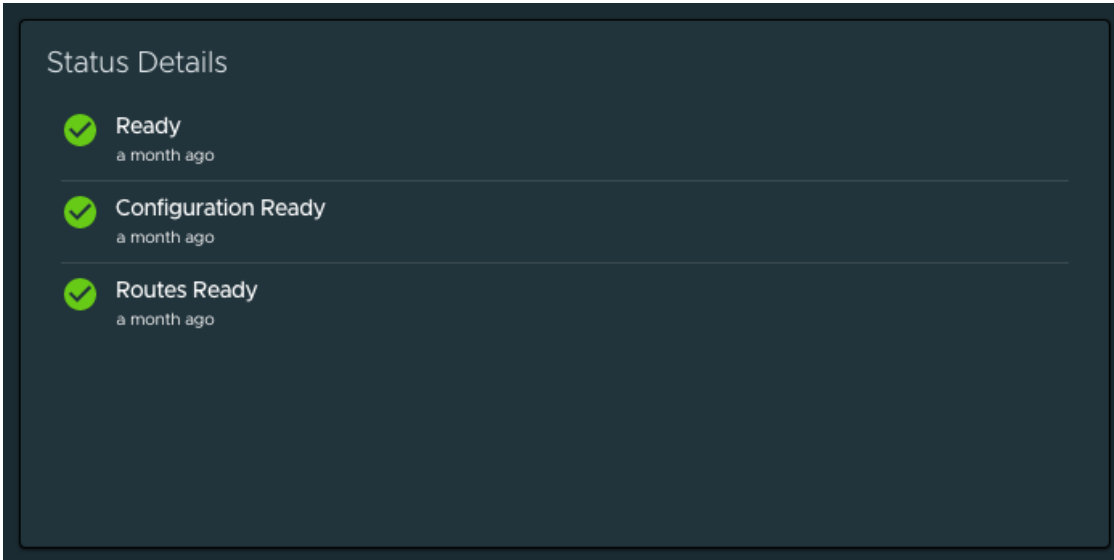 Status Details
Ready
a month ago
Configuration Ready
a month ago
Routes Ready
a month ago